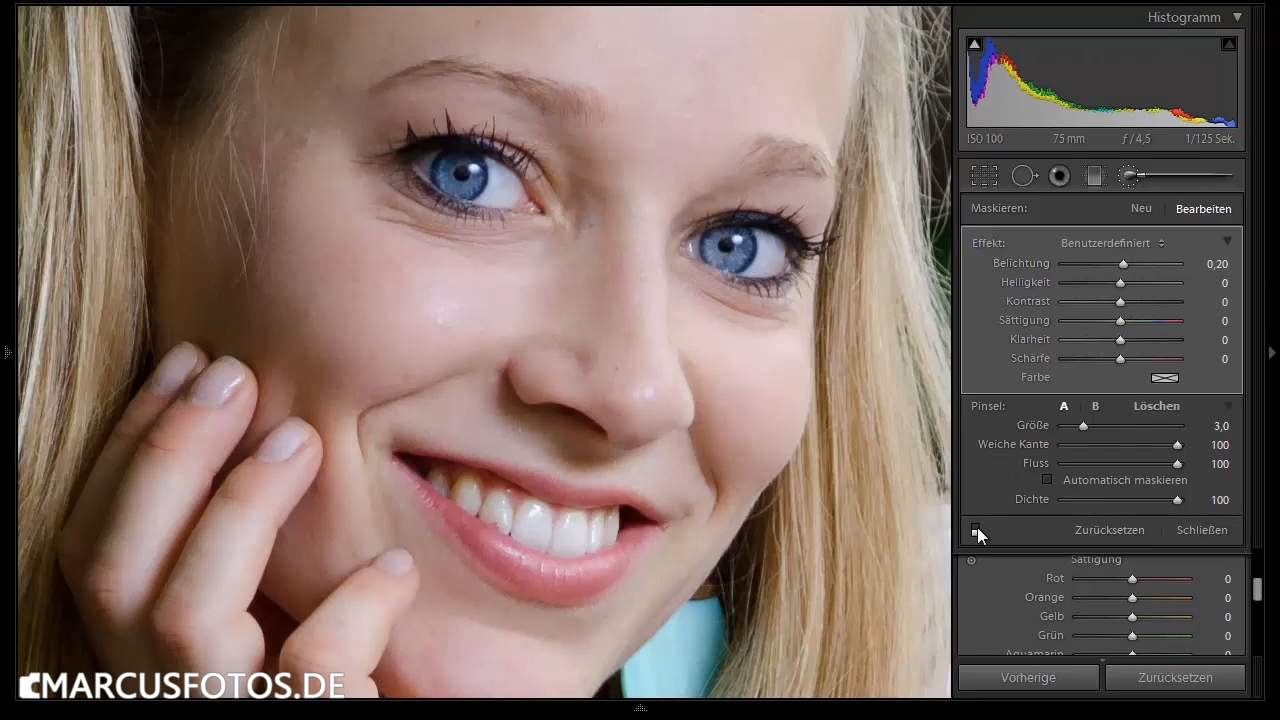 Histogramm
ISO 100 75 mm ƒ / 4,5 1/125 Sek.
Maskieren: Neu Bearbeiten
Effekt: Benutzerdefiniert
Belichtung 0,20
Helligkeit 0
Kontrast 0
Sättigung 0
Klarheit 0
Schärfe 0
Farbe
Pinsel: A B Löschen
Größe 3,0
Weiche Kante 100
Fluss 100
Automatisch maskieren
Dichte 100
Zurücksetzen Schließen
Sättigung
Rot 0
Orange 0
Gelb 0
Grün 0
Aquamarin
Vorherige Zurücksetzen
MARCUSFOTOS.DE